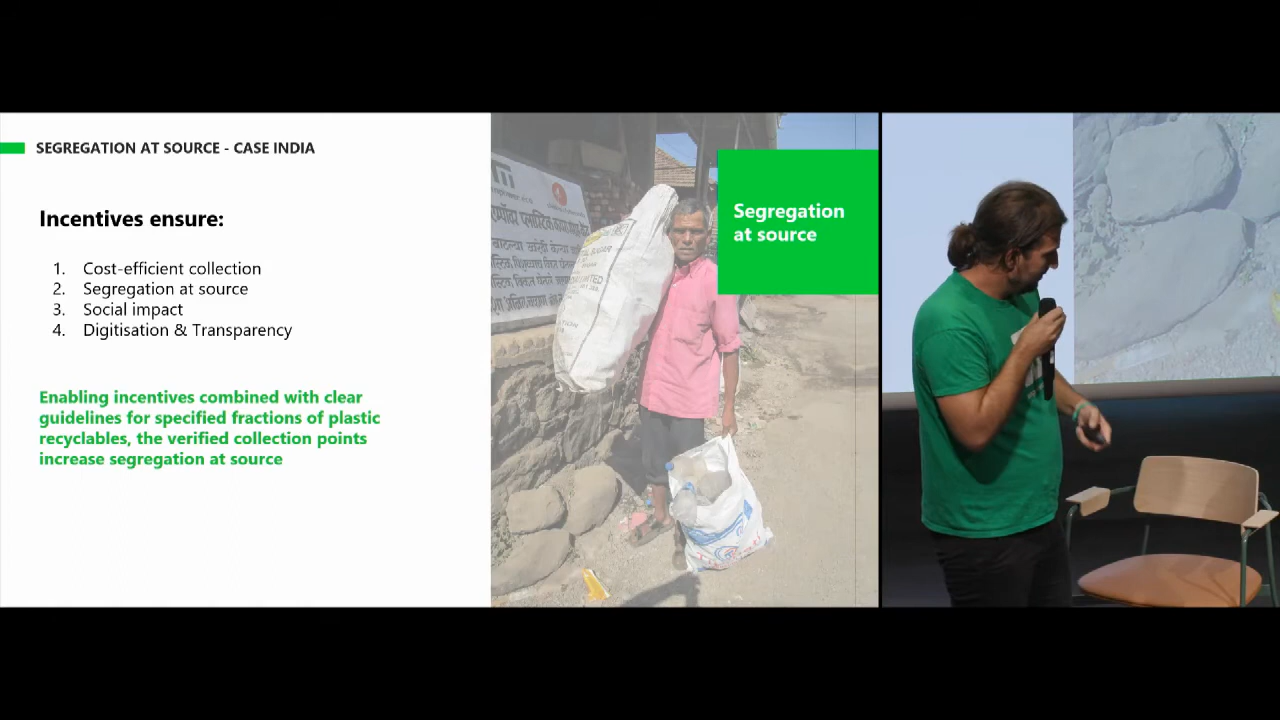 SEGREGATION AT SOURCE - CASE INDIA
Incentives ensure:
1. Cost-efficient collection
2. Segregation at source
3. Social impact
4. Digitisation & Transparency
Enabling incentives combined with clear
guidelines for specified fractions of plastic
recyclables, the verified collection points
increase segregation at source
Segregation
at source